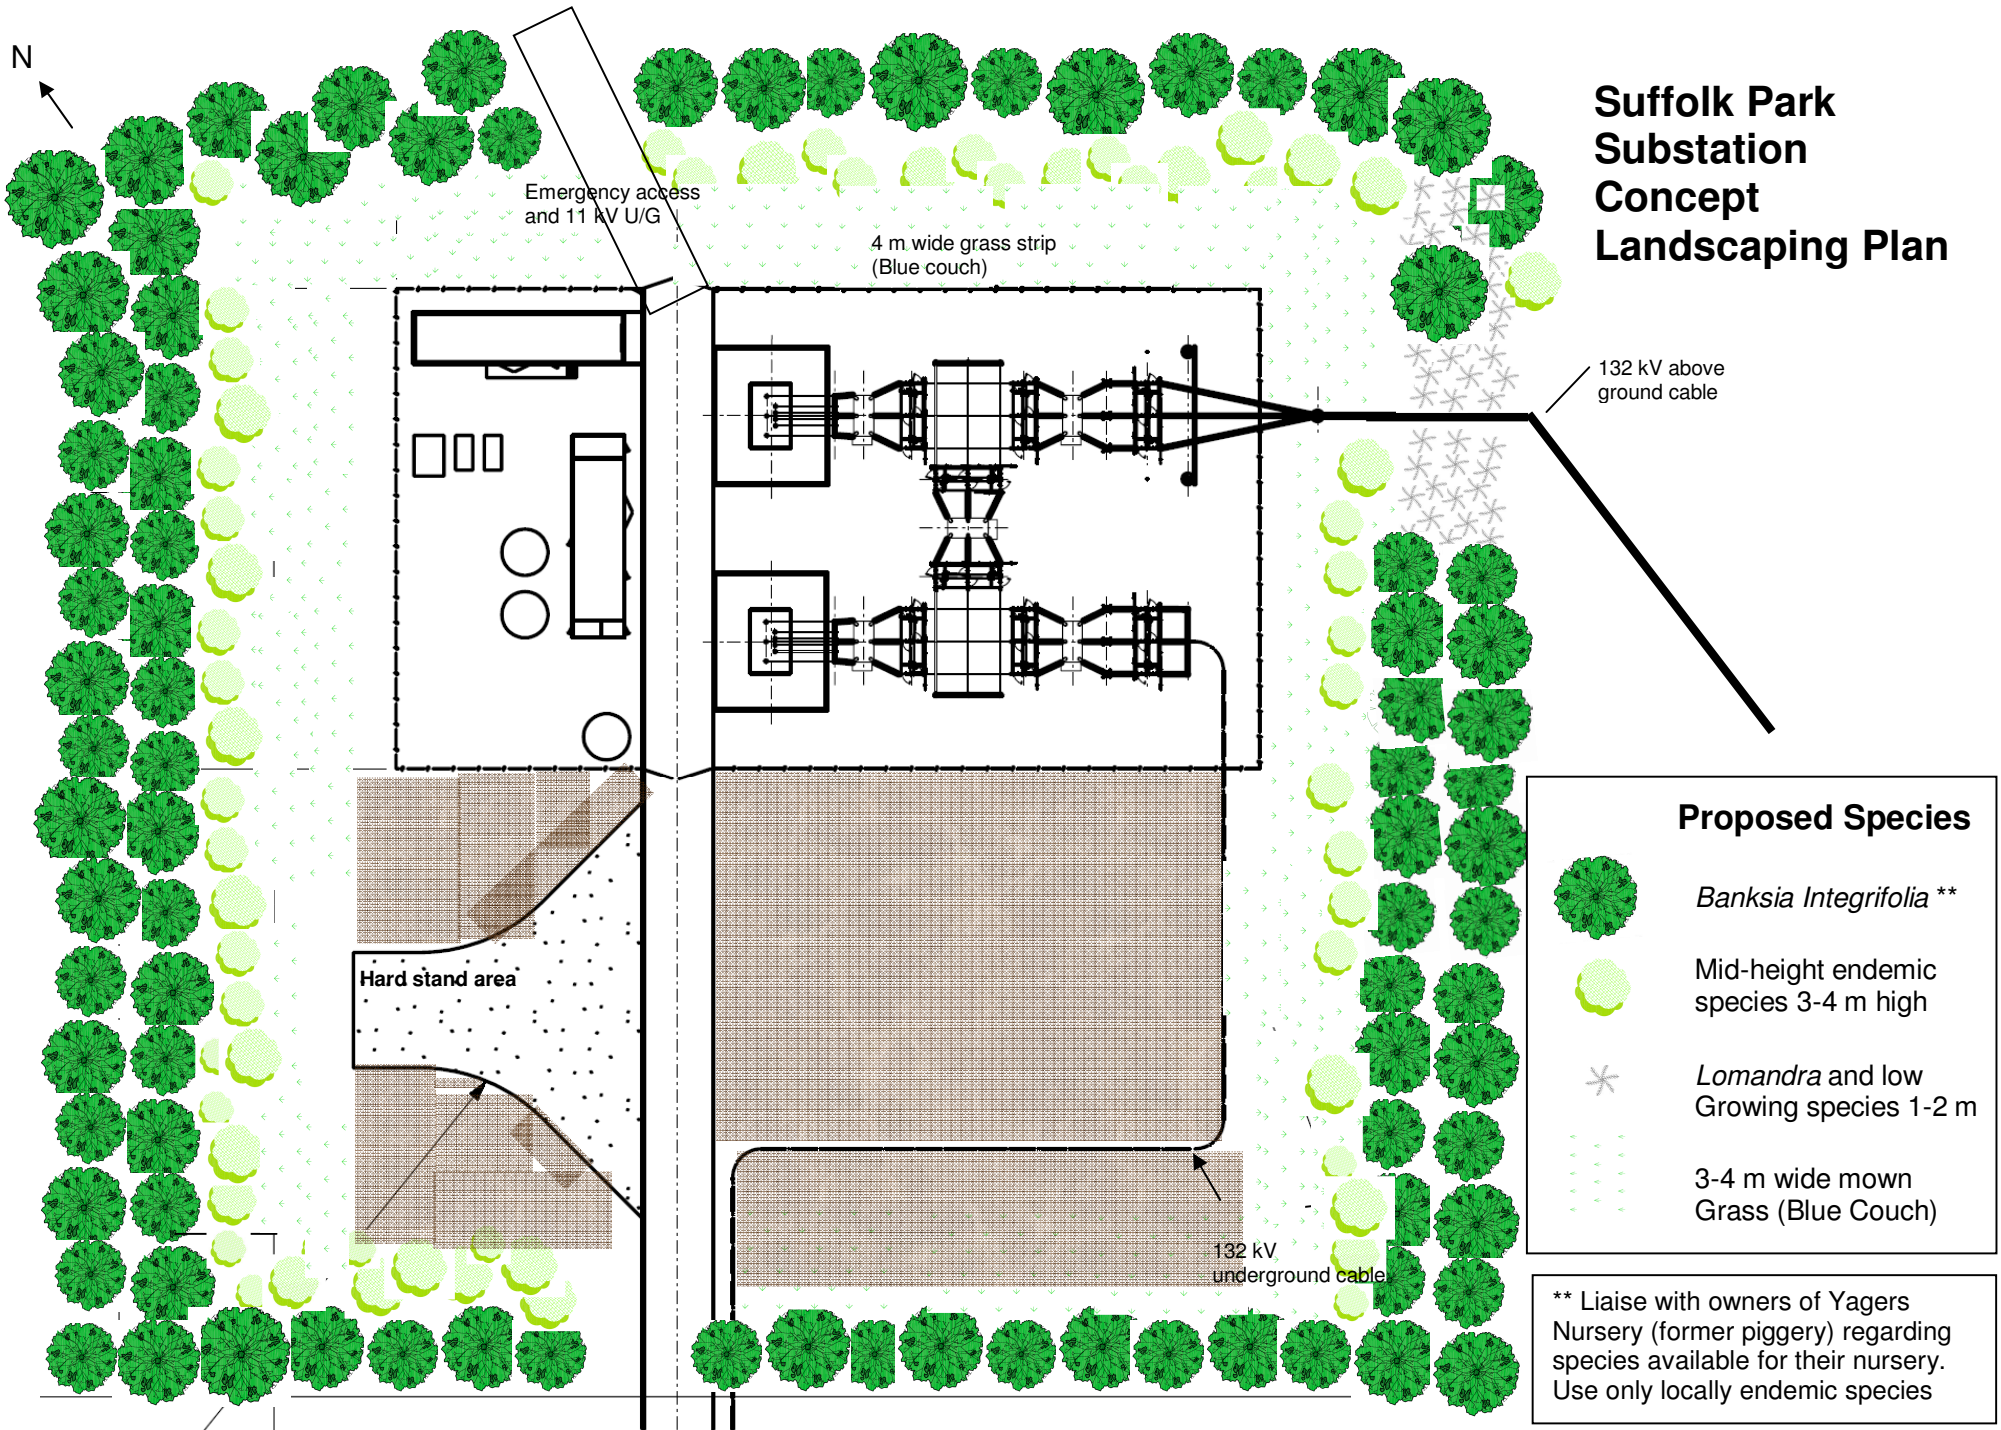 N
Suffolk Park
Substation
Concept
Landscaping Plan
Emergency access
and 11 kV U/G
4 m wide grass strip
(Blue couch)
132 kV above
ground cable
Hard stand area
132 kV
underground cable
Proposed Species
Banksia Integrifolia **
Mid-height endemic
species 3-4 m high
Lomandra and low
Growing species 1-2 m
3-4 m wide mown
Grass (Blue Couch)
** Liaise with owners of Yagers
Nursery (former piggery) regarding
species available for their nursery.
Use only locally endemic species